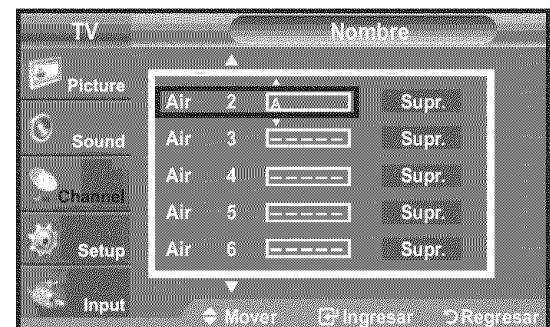 TV Nombre
Picture
Sound
Channel
Setup
Input
Air 2 A Supr.
Air 3 – – – – – Supr.
Air 4 – – – – – Supr.
Air 5 – – – – – Supr.
Air 6 – – – – – Supr.
Mover Ingresar Regresar